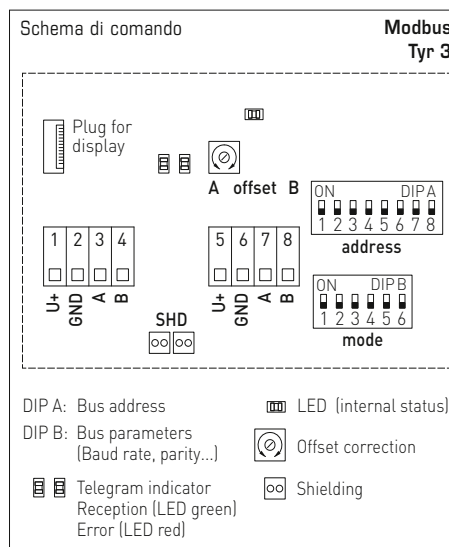 Schema di comando
Modbus
Tyr 3
Plug for
display
A offset B
ON DIP A
1 2 3 4 5 6 7 8
address
1 2 3 4
U+ GND A B
5 6 7 8
U+ GND A B
SHD
ON DIP B
1 2 3 4 5 6
mode
DIP A: Bus address
DIP B: Bus parameters
(Baud rate, parity...)
Telegram indicator
Reception (LED green)
Error (LED red)
LED (internal status)
Offset correction
Shielding